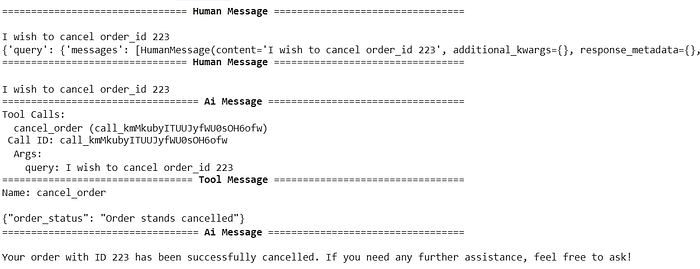 ================================ Human Message =================================
I wish to cancel order_id 223
{'query': {'messages': [HumanMessage(content='I wish to cancel order_id 223', additional_kwargs={}, response_metadata={},
================================ Human Message =================================
I wish to cancel order_id 223
================================== Ai Message ==================================
Tool Calls:
  cancel_order (call_kmMkubyITUUJyfWU0sOH6ofw)
 Call ID: call_kmMkubyITUUJyfWU0sOH6ofw
  Args:
    query: I wish to cancel order_id 223
================================= Tool Message =================================
Name: cancel_order
{"order_status": "Order stands cancelled"}
================================== Ai Message ==================================
Your order with ID 223 has been successfully cancelled. If you need any further assistance, feel free to ask!